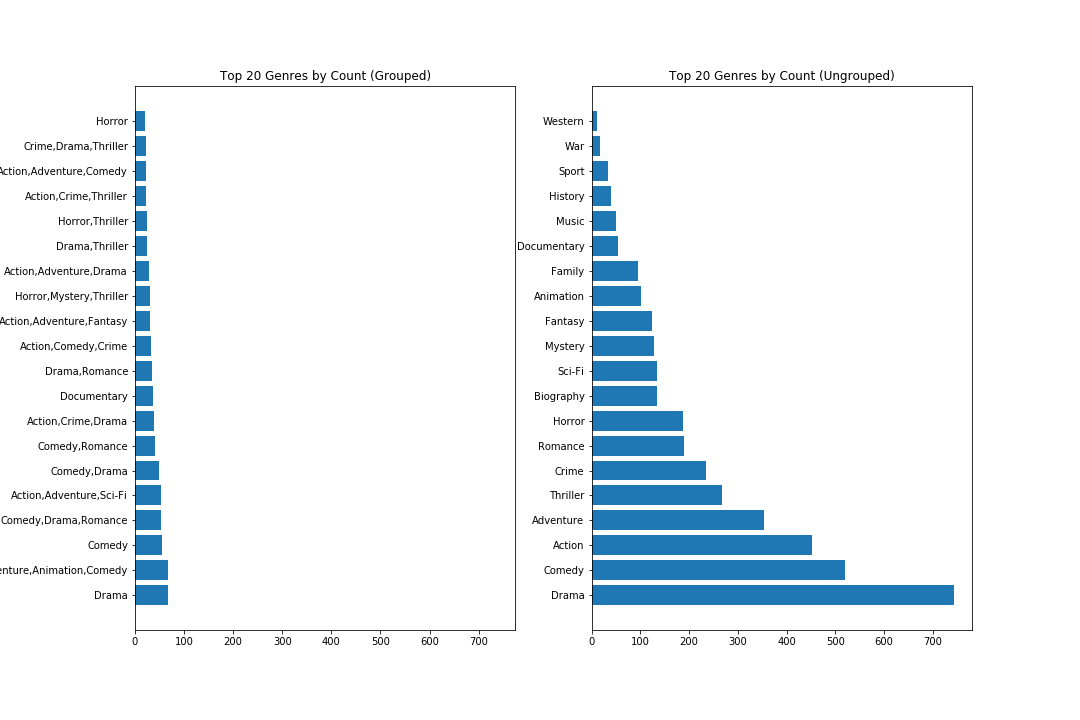 Top 20 Genres by Count (Grouped)
Horror
Crime,Drama,Thriller
Action,Adventure,Comedy
Action,Crime,Thriller
Horror,Thriller
Drama,Thriller
Action,Adventure,Drama
Horror,Mystery,Thriller
Action,Adventure,Fantasy
Action,Comedy,Crime
Drama,Romance
Documentary
Action,Crime,Drama
Comedy,Romance
Comedy,Drama
Action,Adventure,Sci-Fi
Comedy,Drama,Romance
Comedy
enture,Animation,Comedy
Drama
0 100 200 300 400 500 600 700
Top 20 Genres by Count (Ungrouped)
Western
War
Sport
History
Music
Documentary
Family
Animation
Fantasy
Mystery
Sci-Fi
Biography
Horror
Romance
Crime
Thriller
Adventure
Action
Comedy
Drama
0 100 200 300 400 500 600 700